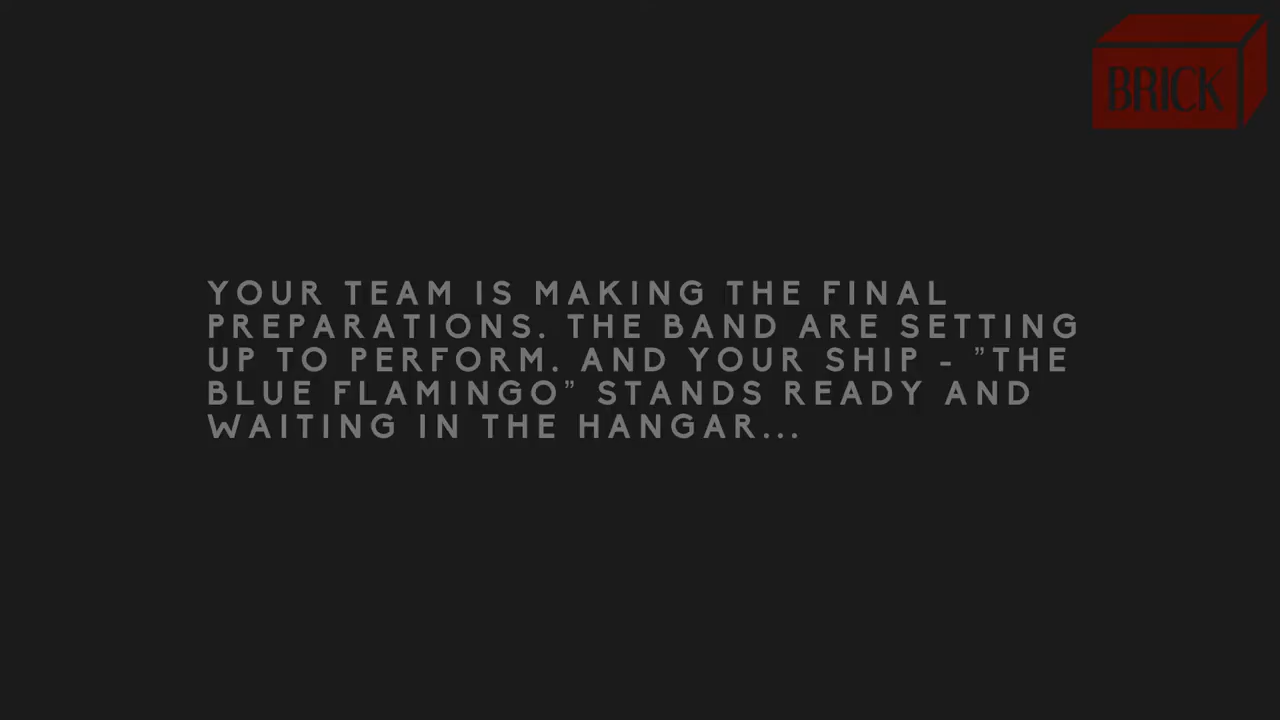 BRICK
YOUR TEAM IS MAKING THE FINAL
PREPARATIONS. THE BAND ARE SETTING
UP TO PERFORM. AND YOUR SHIP - "THE
BLUE FLAMINGO" STANDS READY AND
WAITING IN THE HANGAR...